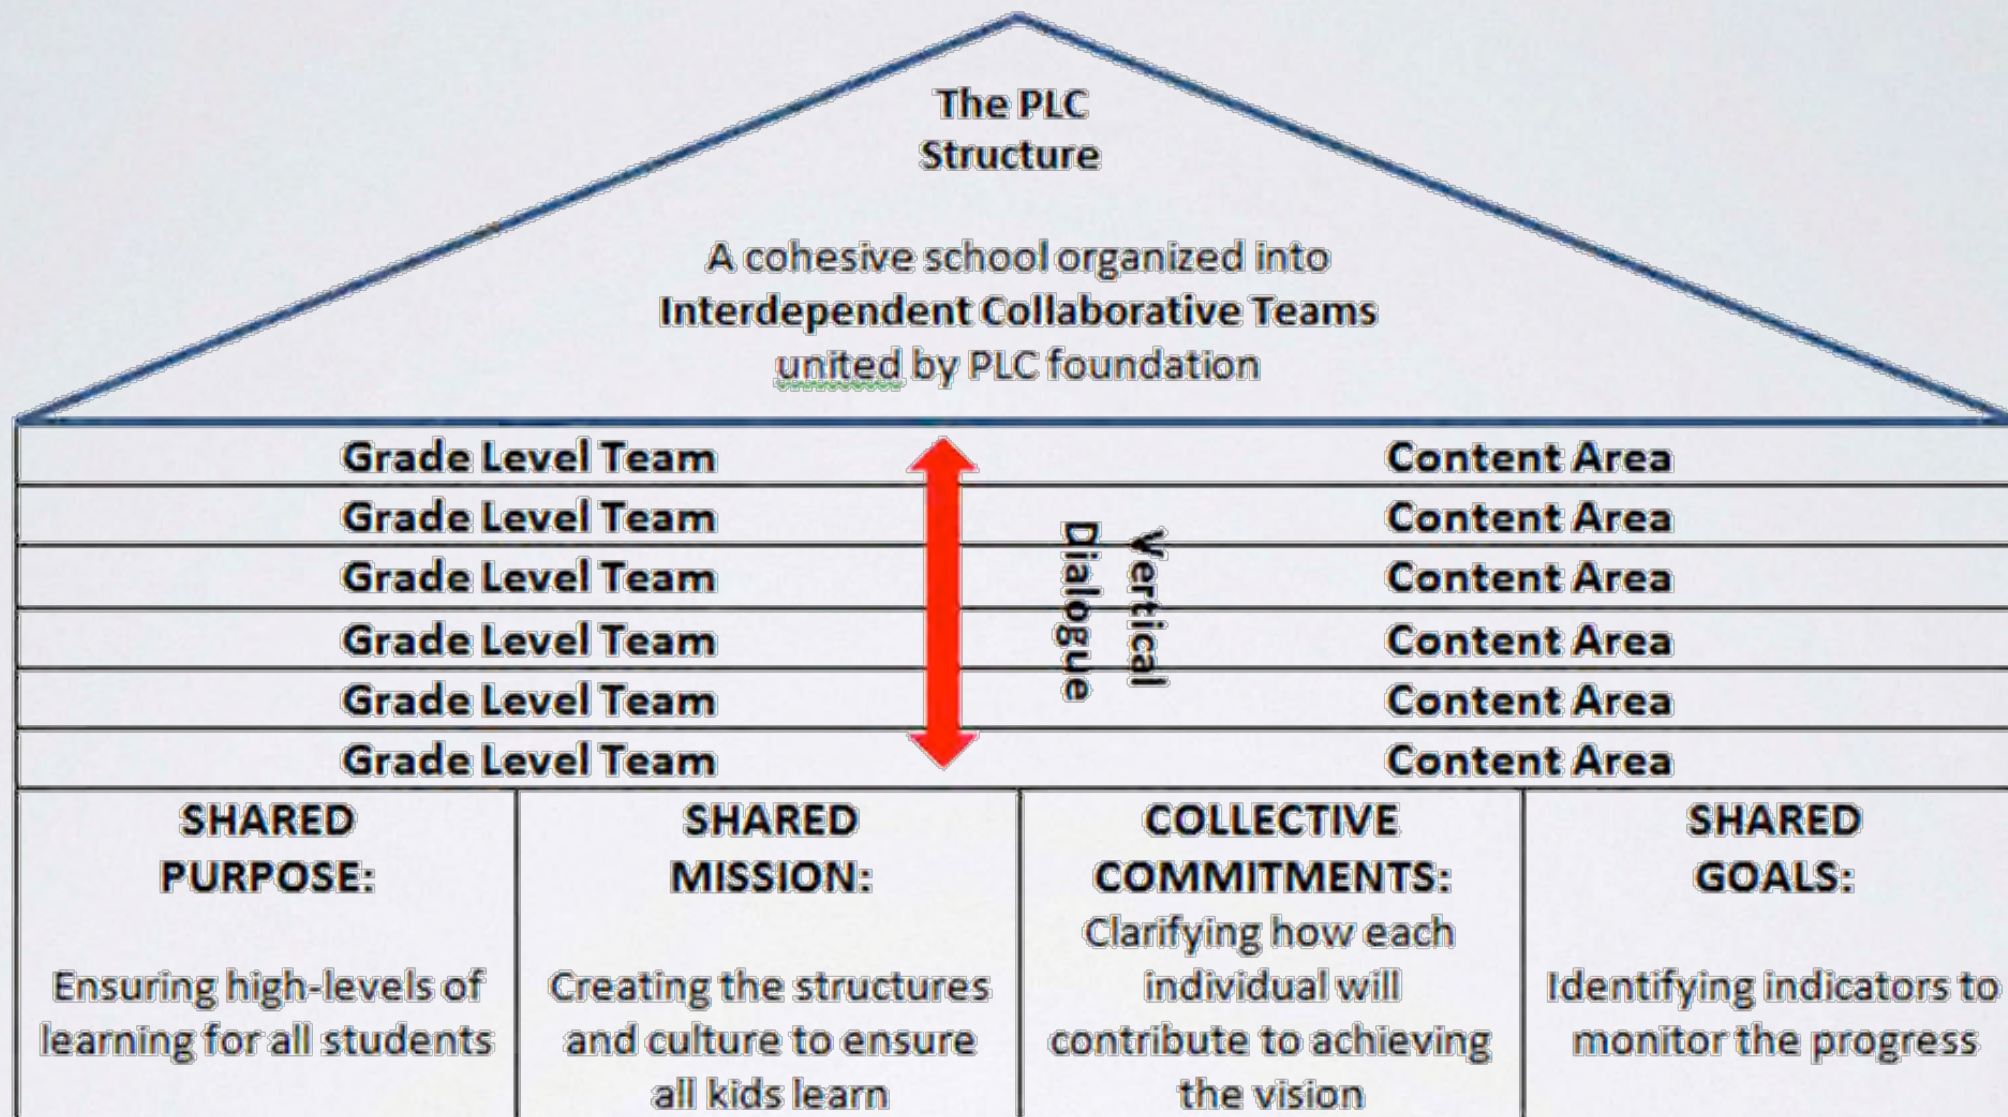 The PLC
Structure
A cohesive school organized into
Interdependent Collaborative Teams
united by PLC foundation
Grade Level Team Content Area
Grade Level Team Content Area
Grade Level Team Content Area
Grade Level Team Content Area
Grade Level Team Content Area
Grade Level Team Content Area
Vertical
Dialogue
SHARED
PURPOSE:
Ensuring high-levels of
learning for all students
SHARED
MISSION:
Creating the structures
and culture to ensure
all kids learn
COLLECTIVE
COMMITMENTS:
Clarifying how each
individual will
contribute to achieving
the vision
SHARED
GOALS:
Identifying indicators to
monitor the progress